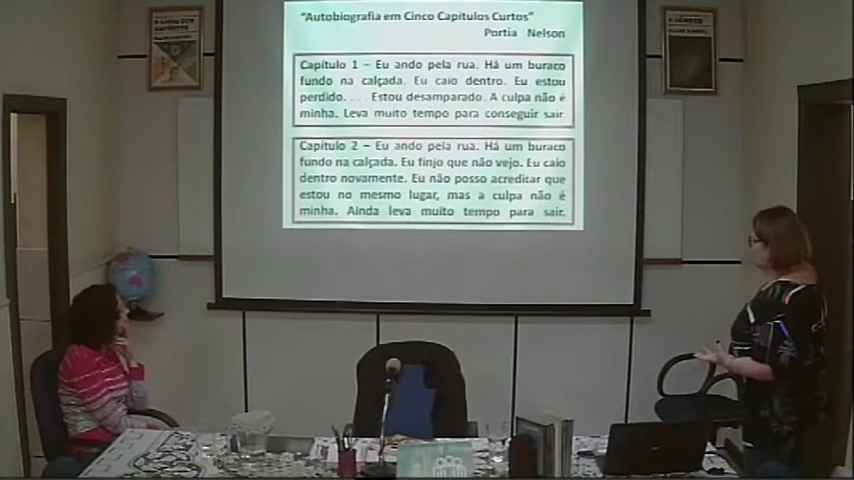 "Autobiografia em Cinco Capítulos Curtos"
Portia Nelson
Capítulo 1 – Eu ando pela rua. Há um buraco
fundo na calçada. Eu caio dentro. Eu estou
perdido. . . . Estou desamparado. A culpa não é
minha. Leva muito tempo para conseguir sair
Capítulo 2 – Eu ando pela rua. Há um buraco
fundo na calçada. Eu finjo que não vejo. Eu caio
dentro novamente. Eu não posso acreditar que
estou no mesmo lugar, mas a culpa não é
minha. Ainda leva muito tempo para sair.